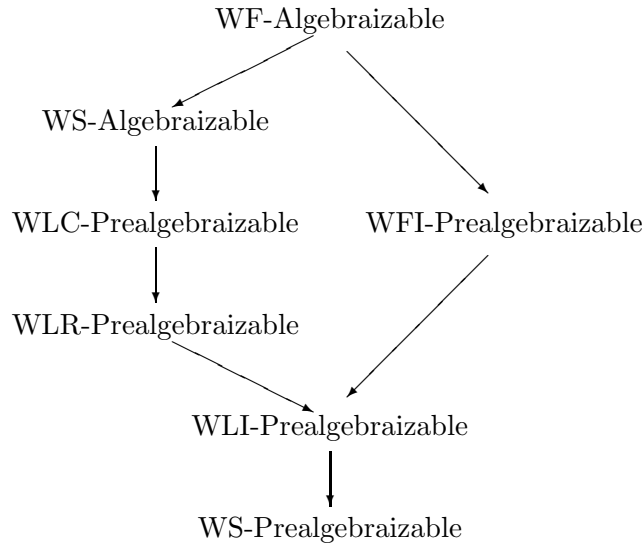 WF-Algebraizable
WS-Algebraizable
WLC-Prealgebraizable
WFI-Prealgebraizable
WLR-Prealgebraizable
WLI-Prealgebraizable
WS-Prealgebraizable